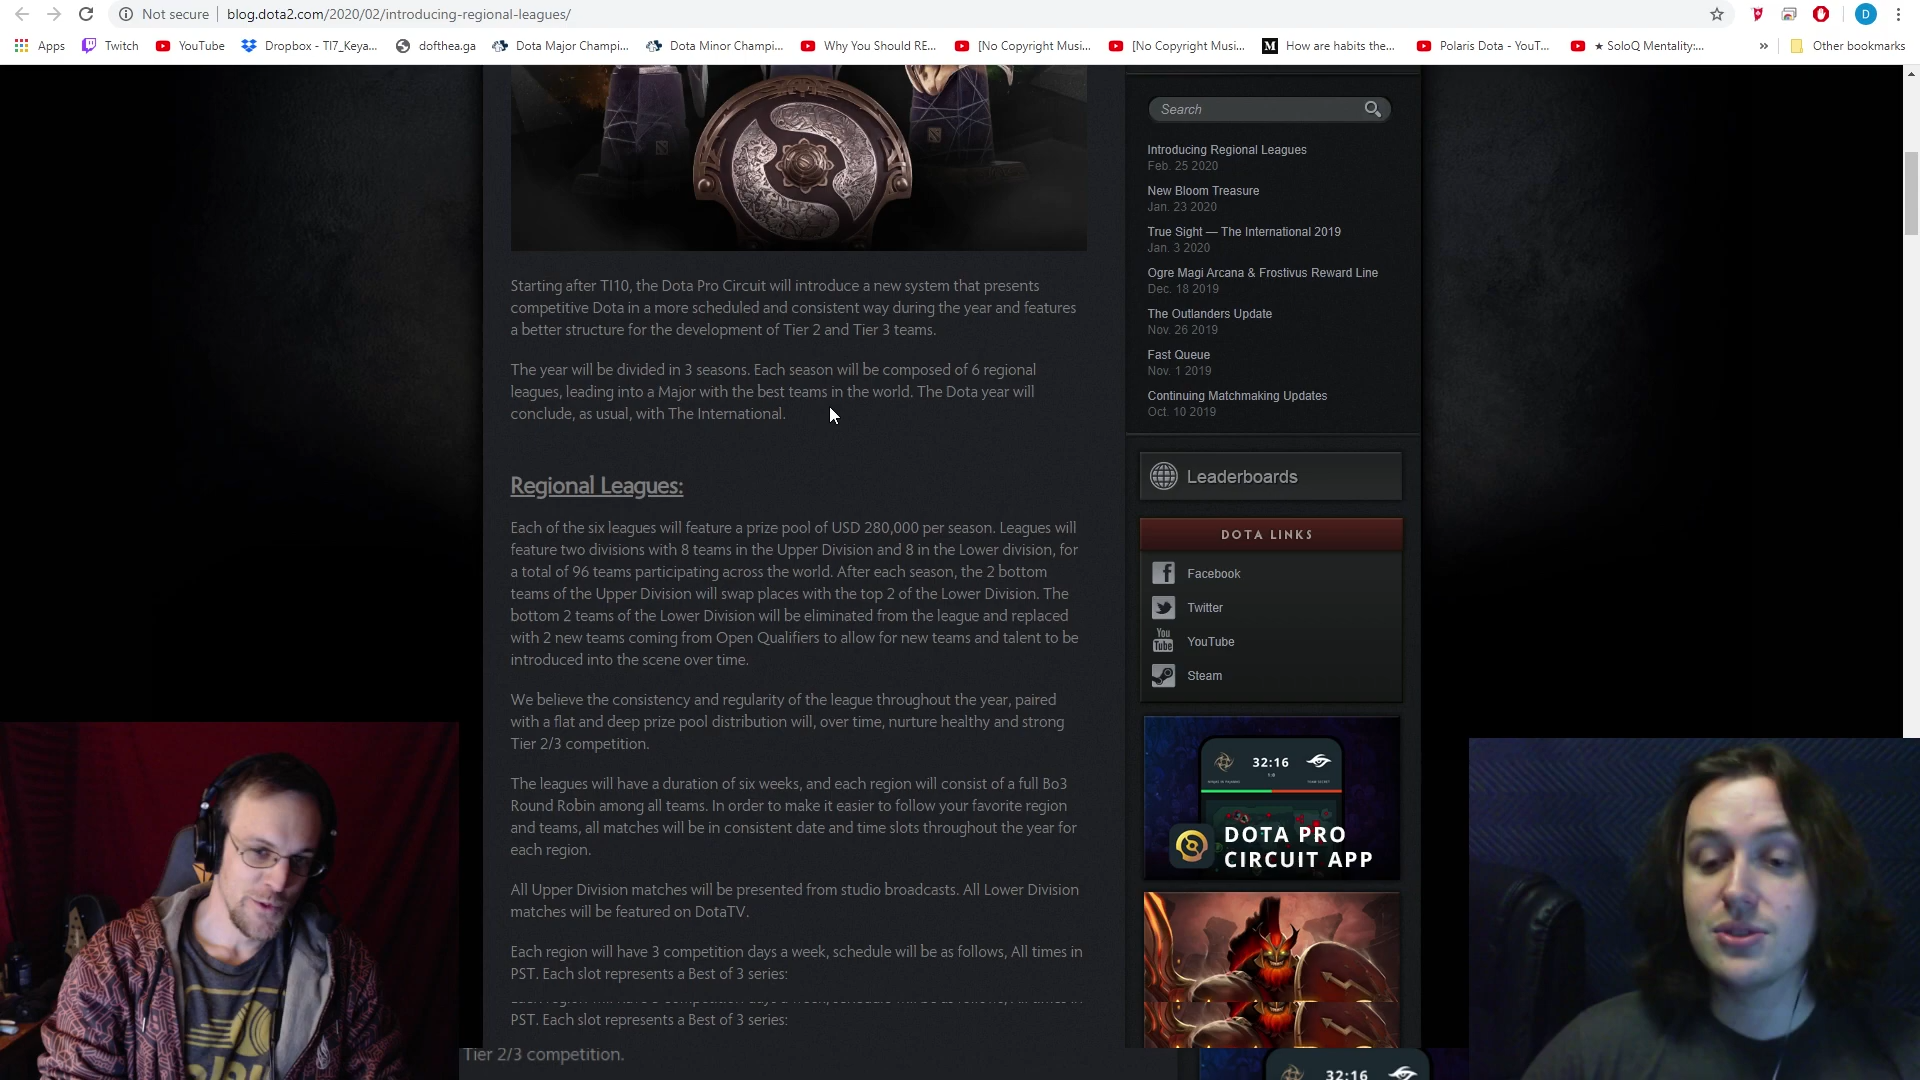 Not secure
blog.dota2.com/2020/02/introducing-regional-leagues/
D
Apps
Twitch
YouTube
Dropbox - TI7_Keya...
dofthea.ga
Dota Major Champi...
Dota Minor Champi...
Why You Should RE...
[No Copyright Musi...
[No Copyright Musi...
M
How are habits the...
Polaris Dota - YouT...
★ SoloQ Mentality:...
»
Other bookmarks
Starting after TI10, the Dota Pro Circuit will introduce a new system that presents
competitive Dota in a more scheduled and consistent way during the year and features
a better structure for the development of Tier 2 and Tier 3 teams.
The year will be divided in 3 seasons. Each season will be composed of 6 regional
leagues, leading into a Major with the best teams in the world. The Dota year will
conclude, as usual, with The International.
Regional Leagues:
Each of the six leagues will feature a prize pool of USD 280,000 per season. Leagues will
feature two divisions with 8 teams in the Upper Division and 8 in the Lower division, for
a total of 96 teams participating across the world. After each season, the 2 bottom
teams of the Upper Division will swap places with the top 2 of the Lower Division. The
bottom 2 teams of the Lower Division will be eliminated from the league and replaced
with 2 new teams coming from Open Qualifiers to allow for new teams and talent to be
introduced into the scene over time.
We believe the consistency and regularity of the league throughout the year, paired
with a flat and deep prize pool distribution will, over time, nurture healthy and strong
Tier 2/3 competition.
The leagues will have a duration of six weeks, and each region will consist of a full Bo3
Round Robin among all teams. In order to make it easier to follow your favorite region
and teams, all matches will be in consistent date and time slots throughout the year for
each region.
All Upper Division matches will be presented from studio broadcasts. All Lower Division
matches will be featured on DotaTV.
Each region will have 3 competition days a week, schedule will be as follows, All times in
PST. Each slot represents a Best of 3 series:
PST. Each slot represents a Best of 3 series:
Tier 2/3 competition.
Search
Introducing Regional Leagues
Feb. 25 2020
New Bloom Treasure
Jan. 23 2020
True Sight — The International 2019
Jan. 3 2020
Ogre Magi Arcana & Frostivus Reward Line
Dec. 18 2019
The Outlanders Update
Nov. 26 2019
Fast Queue
Nov. 1 2019
Continuing Matchmaking Updates
Oct. 10 2019
Leaderboards
DOTA LINKS
Facebook
Twitter
YouTube
Steam
32:16
DOTA PRO
CIRCUIT APP
32:16